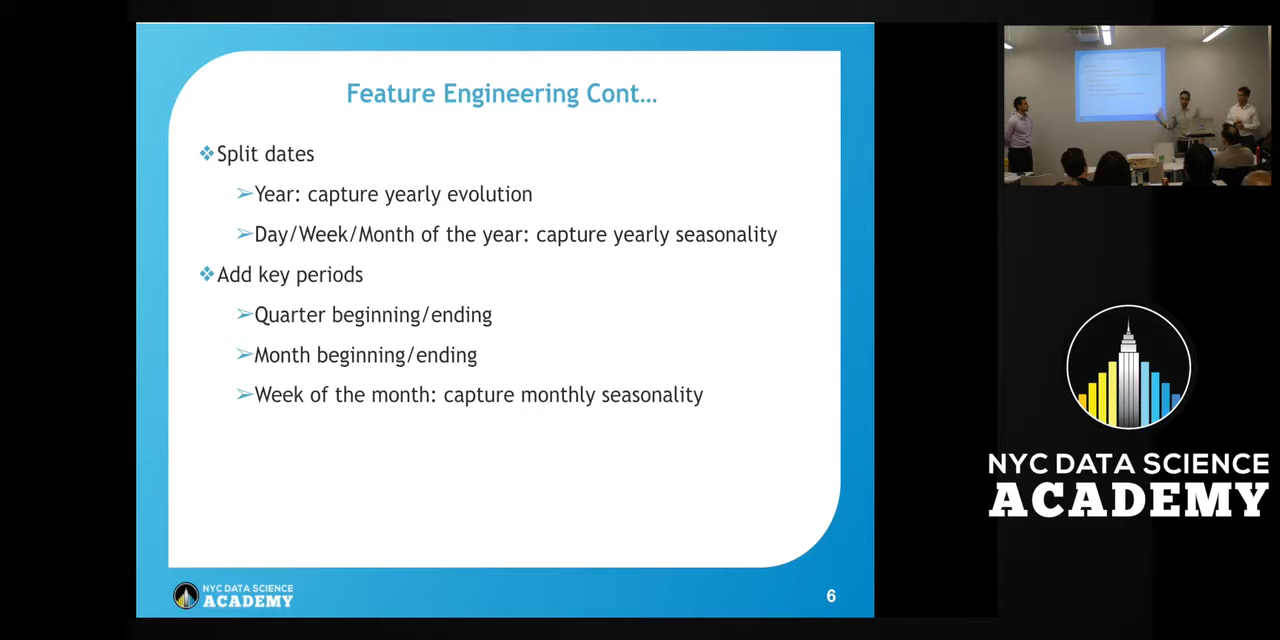 Feature Engineering Cont…
❖Split dates
➢Year: capture yearly evolution
➢Day/Week/Month of the year: capture yearly seasonality
❖Add key periods
➢Quarter beginning/ending
➢Month beginning/ending
➢Week of the month: capture monthly seasonality
NYC DATA SCIENCE
ACADEMY
6
NYC DATA SCIENCE
ACADEMY